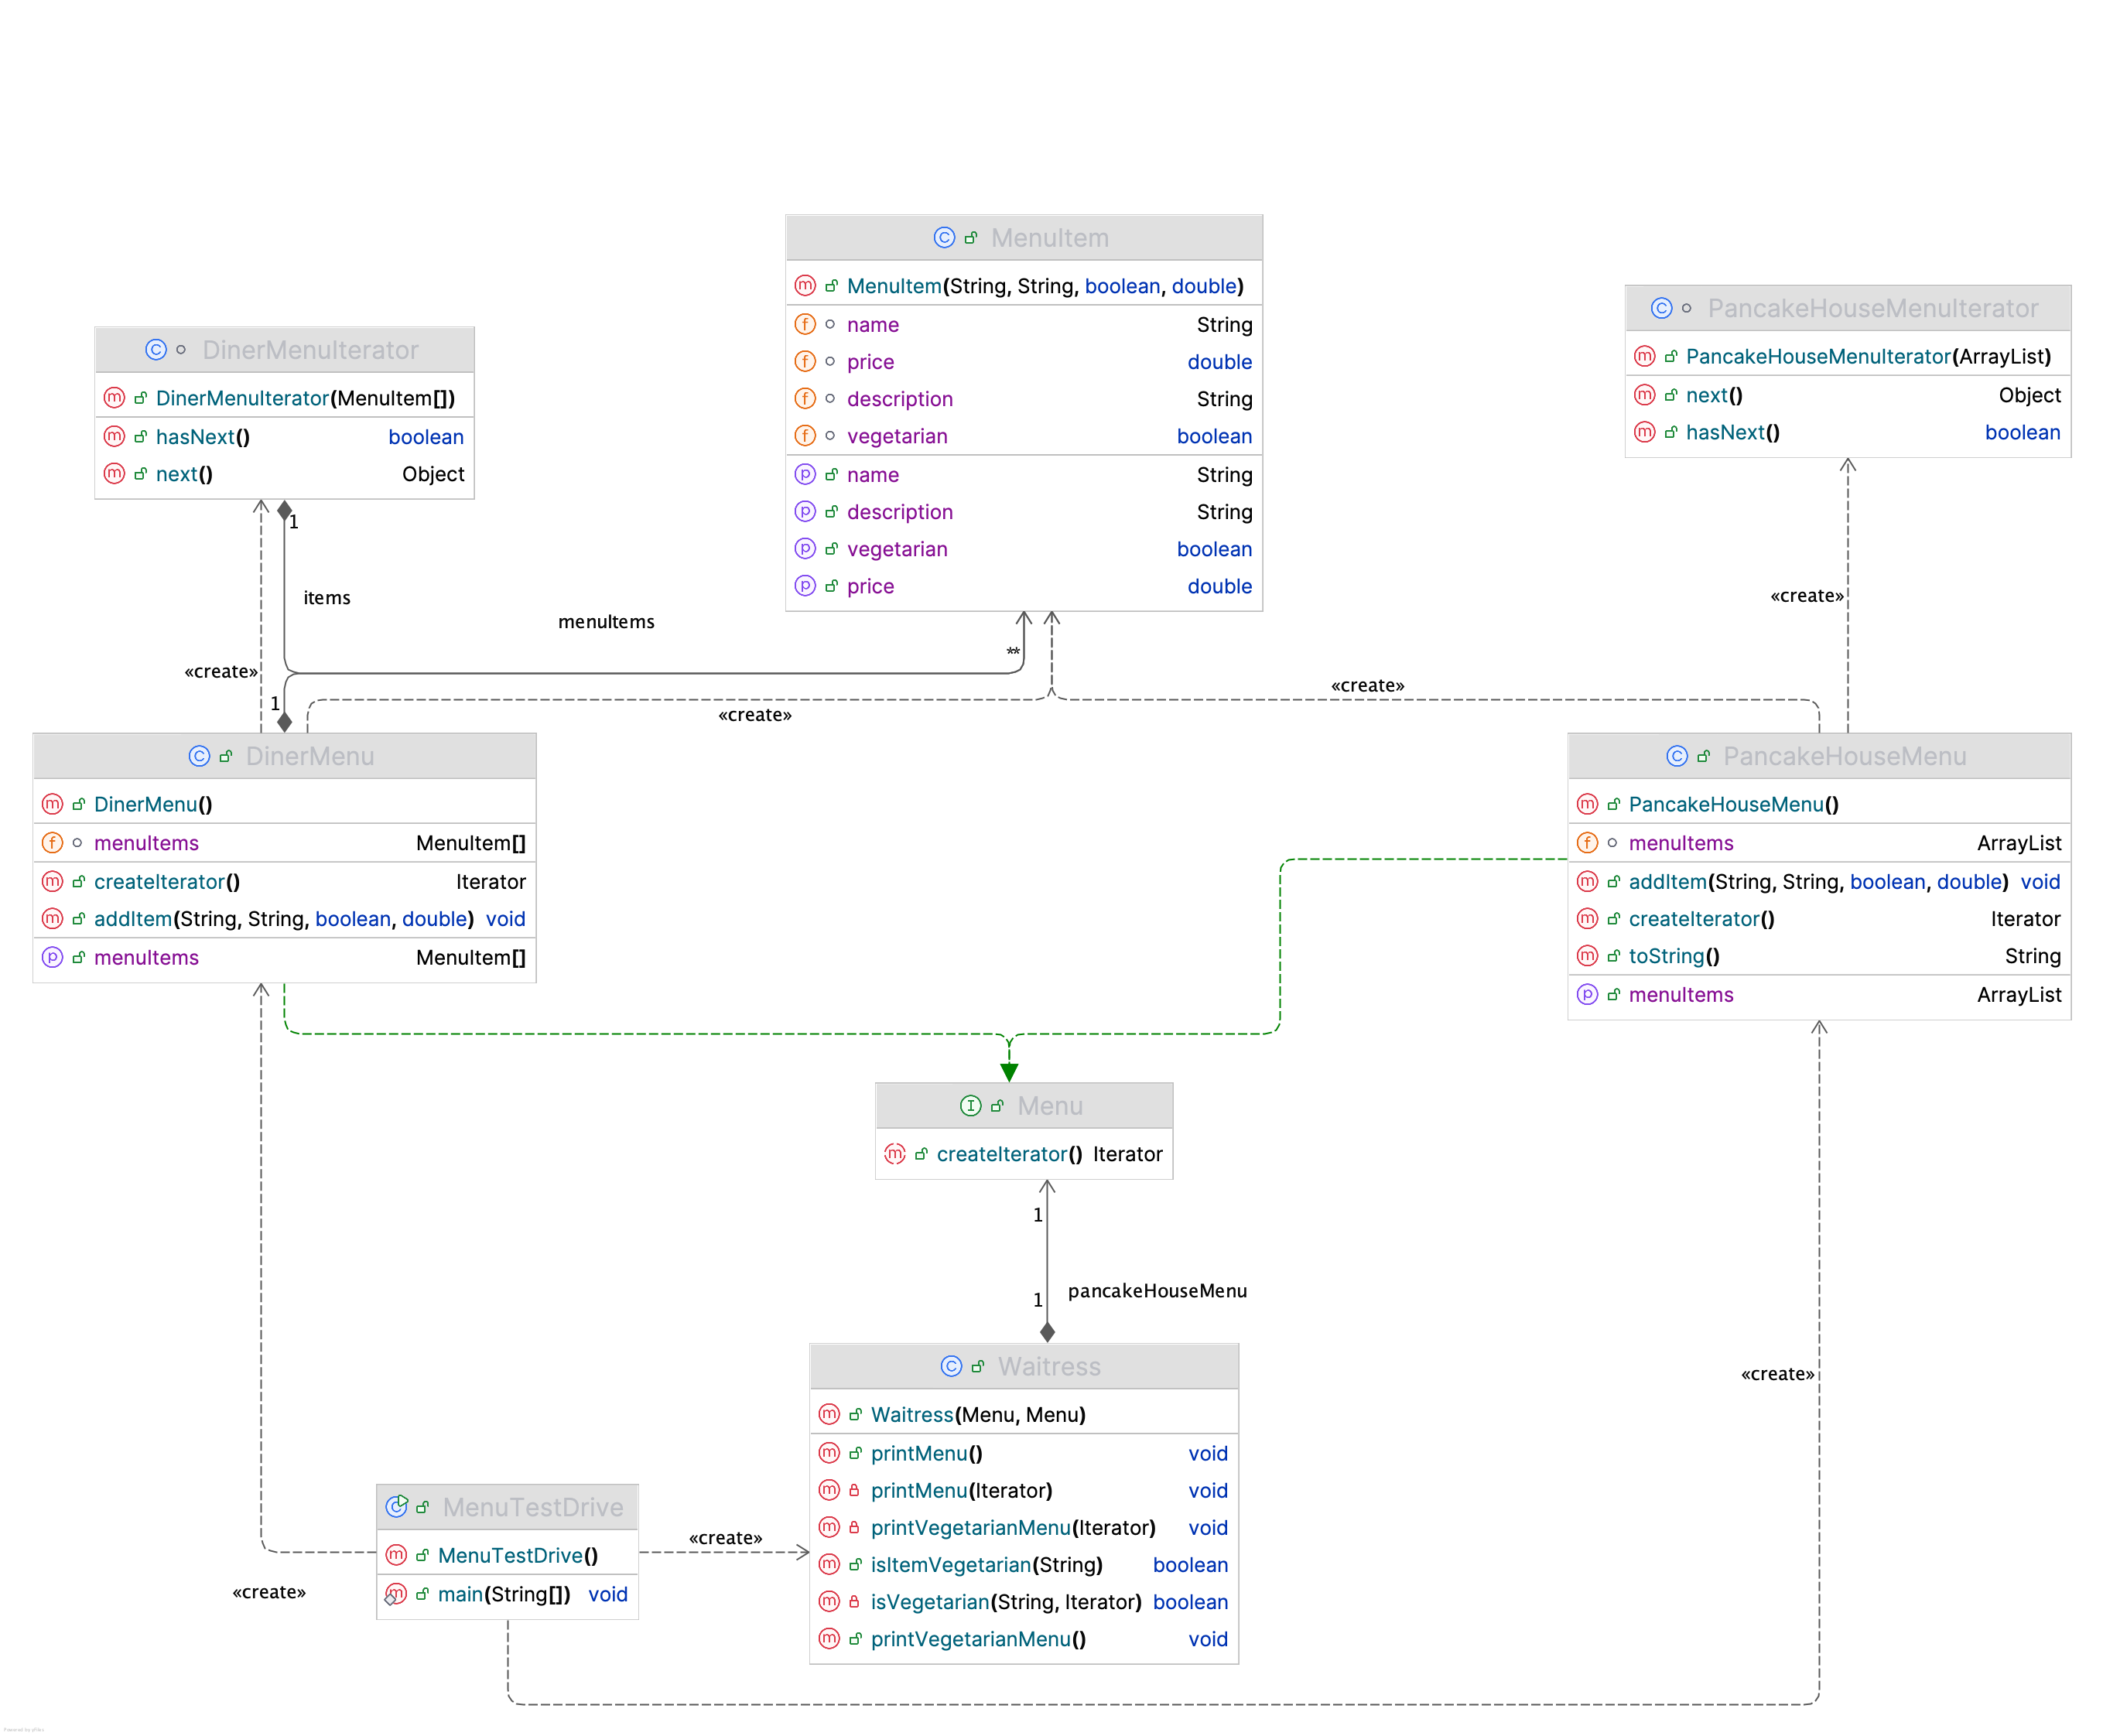 MenuItem
MenuItem(String, String, boolean, double)
name String
price double
description String
vegetarian boolean
name String
description String
vegetarian boolean
price double
PancakeHouseMenuIterator
PancakeHouseMenuIterator(ArrayList)
next() Object
hasNext() boolean
DinerMenuIterator
DinerMenuIterator(MenuItem[])
hasNext() boolean
next() Object
1
items
menuItems
**
«create»
1
«create»
«create»
«create»
DinerMenu
DinerMenu()
menuItems MenuItem[]
createIterator() Iterator
addItem(String, String, boolean, double) void
menuItems MenuItem[]
PancakeHouseMenu
PancakeHouseMenu()
menuItems ArrayList
addItem(String, String, boolean, double) void
createIterator() Iterator
toString() String
menuItems ArrayList
Menu
createIterator() Iterator
1
1
pancakeHouseMenu
Waitress
Waitress(Menu, Menu)
printMenu() void
printMenu(Iterator) void
printVegetarianMenu(Iterator) void
isItemVegetarian(String) boolean
isVegetarian(String, Iterator) boolean
printVegetarianMenu() void
«create»
MenuTestDrive
MenuTestDrive()
main(String[]) void
«create»
«create»
Powered by yFiles